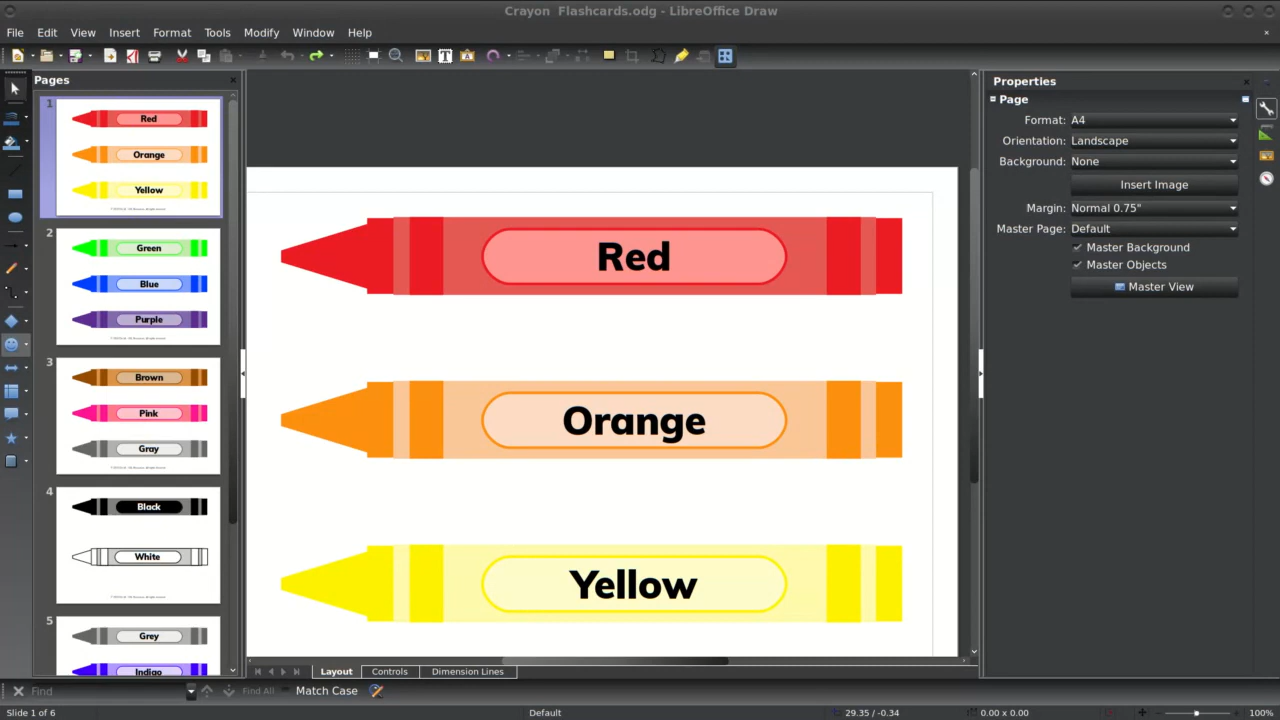 Crayon  Flashcards.odg - LibreOffice Draw
File Edit View Insert Format Tools Modify Window Help
Pages
1
Red
Orange
Yellow
2
Green
Blue
Purple
3
Brown
Pink
Gray
4
Black
White
5
Grey
Indigo
Red
Orange
Yellow
Layout Controls Dimension Lines
Properties
Page
Format: A4
Orientation: Landscape
Background: None
Insert Image
Margin: Normal 0.75"
Master Page: Default
Master Background
Master Objects
Master View
Find Find All Match Case
Slide 1 of 6 Default 29.35 / -0.34 0.00 x 0.00 100%